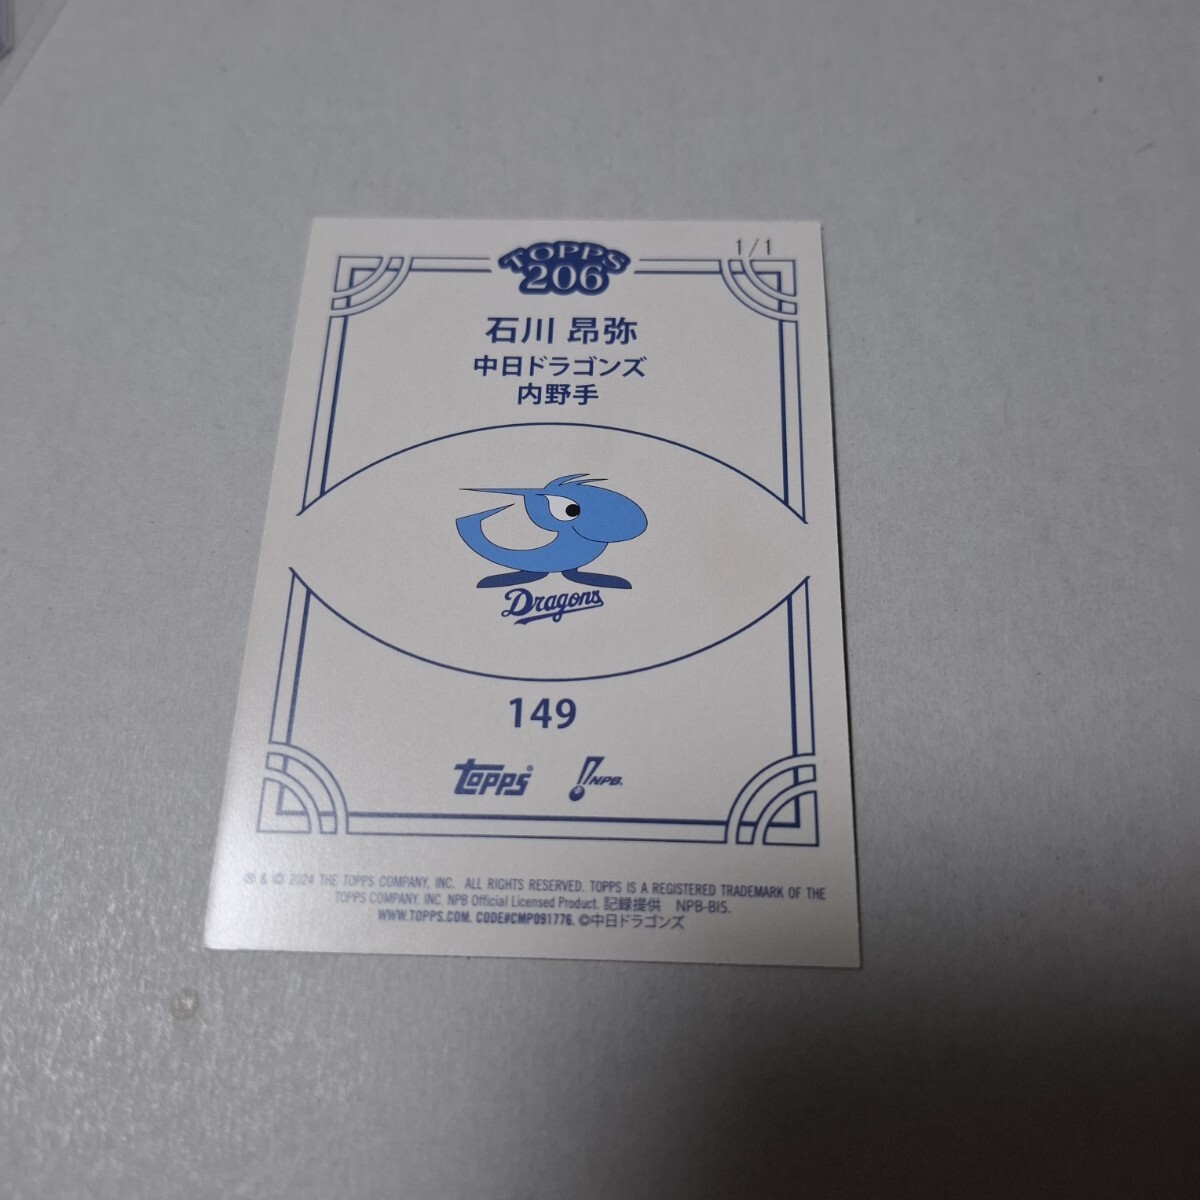 1/1
TOPPS
206
石川 昂弥
中日ドラゴンズ
内野手
Dragons
149
topps® NPB.
® & © 2024 THE TOPPS COMPANY, INC. ALL RIGHTS RESERVED. TOPPS IS A REGISTERED TRADEMARK OF THE
TOPPS COMPANY, INC. NPB Official Licensed Product. 記録提供 NPB-BIS.
WWW.TOPPS.COM. CODE#CMP091776. ©中日ドラゴンズ